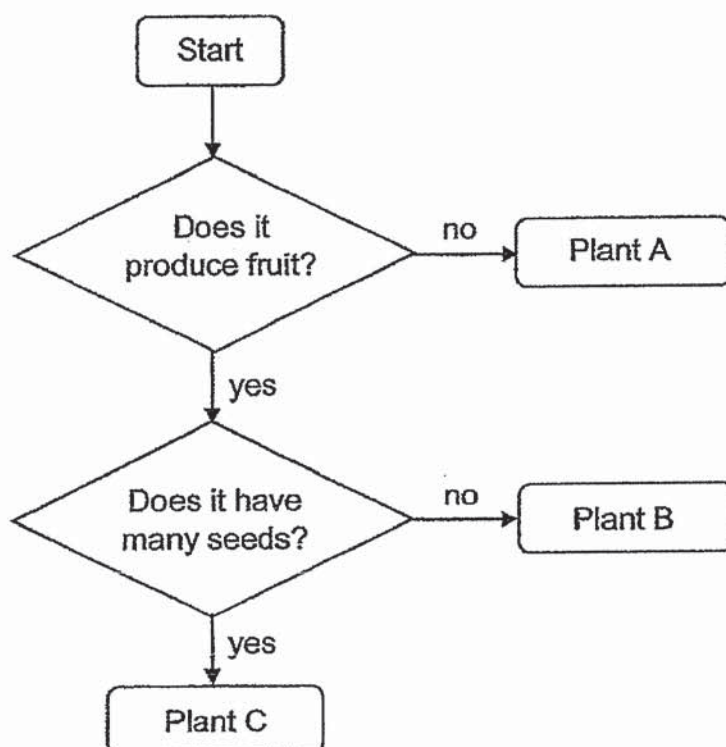 Start
Does it
produce fruit?
no
Plant A
yes
Does it have
many seeds?
no
Plant B
yes
Plant C